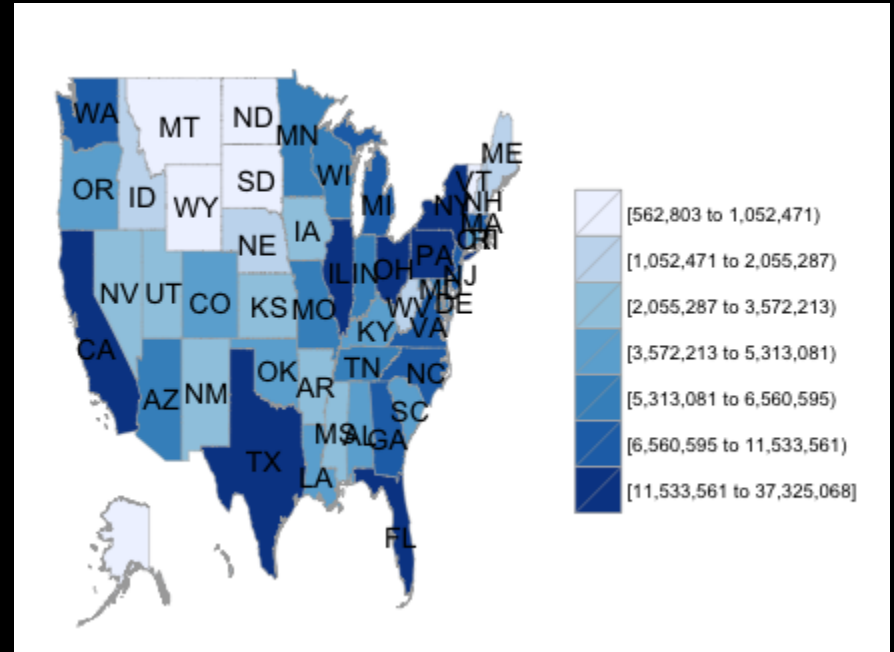 WA
MT
ND
MN
ME
OR
ID
SD
WI
VT
WY
MI
NY
NH
NE
IA
MA
CT
RI
NV
UT
CO
KS
MO
IL
IN
OH
PA
NJ
MD
DE
WV
VA
KY
CA
AZ
NM
OK
AR
TN
NC
SC
MS
AL
GA
TX
LA
FL
[562,803 to 1,052,471)
[1,052,471 to 2,055,287)
[2,055,287 to 3,572,213)
[3,572,213 to 5,313,081)
[5,313,081 to 6,560,595)
[6,560,595 to 11,533,561)
[11,533,561 to 37,325,068]